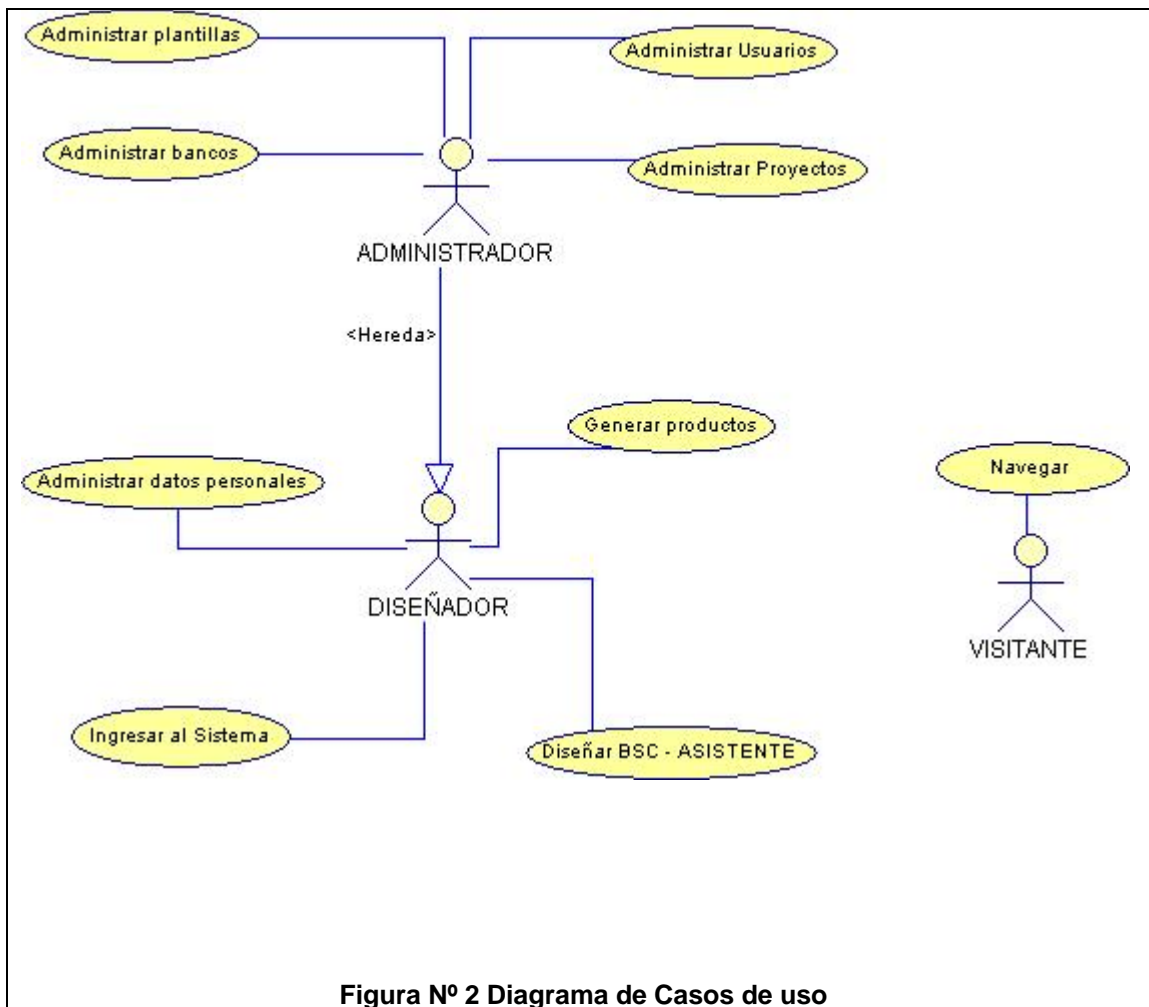 Administrar plantillas
Administrar Usuarios
Administrar bancos
Administrar Proyectos
ADMINISTRADOR
<Hereda>
Generar productos
Administrar datos personales
Navegar
DISEÑADOR
VISITANTE
Ingresar al Sistema
Diseñar BSC - ASISTENTE
Figura Nº 2 Diagrama de Casos de uso